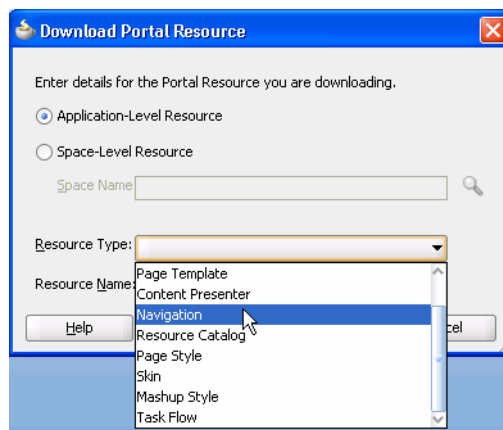 Download Portal Resource
Enter details for the Portal Resource you are downloading.
Application-Level Resource
Space-Level Resource
Space Name
Resource Type:
Page Template
Resource Name:
Content Presenter
Navigation
Help
Resource Catalog
Page Style
Skin
Mashup Style
Task Flow